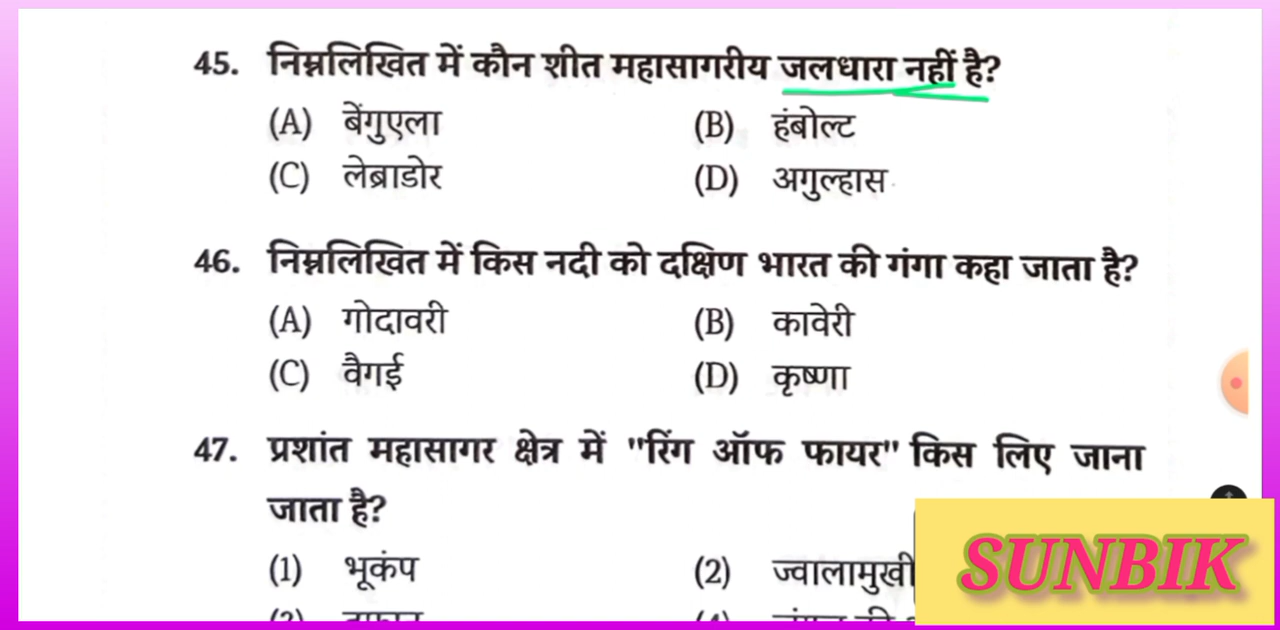 45. निम्नलिखित में कौन शीत महासागरीय जलधारा नहीं है?
(A) बेंगुएला (B) हंबोल्ट
(C) लेब्राडोर (D) अगुल्हास
46. निम्नलिखित में किस नदी को दक्षिण भारत की गंगा कहा जाता है?
(A) गोदावरी (B) कावेरी
(C) वैगई (D) कृष्णा
47. प्रशांत महासागर क्षेत्र में "रिंग ऑफ फायर" किस लिए जाना
जाता है?
(1) भूकंप (2) ज्वालामुखी
SUNBIK